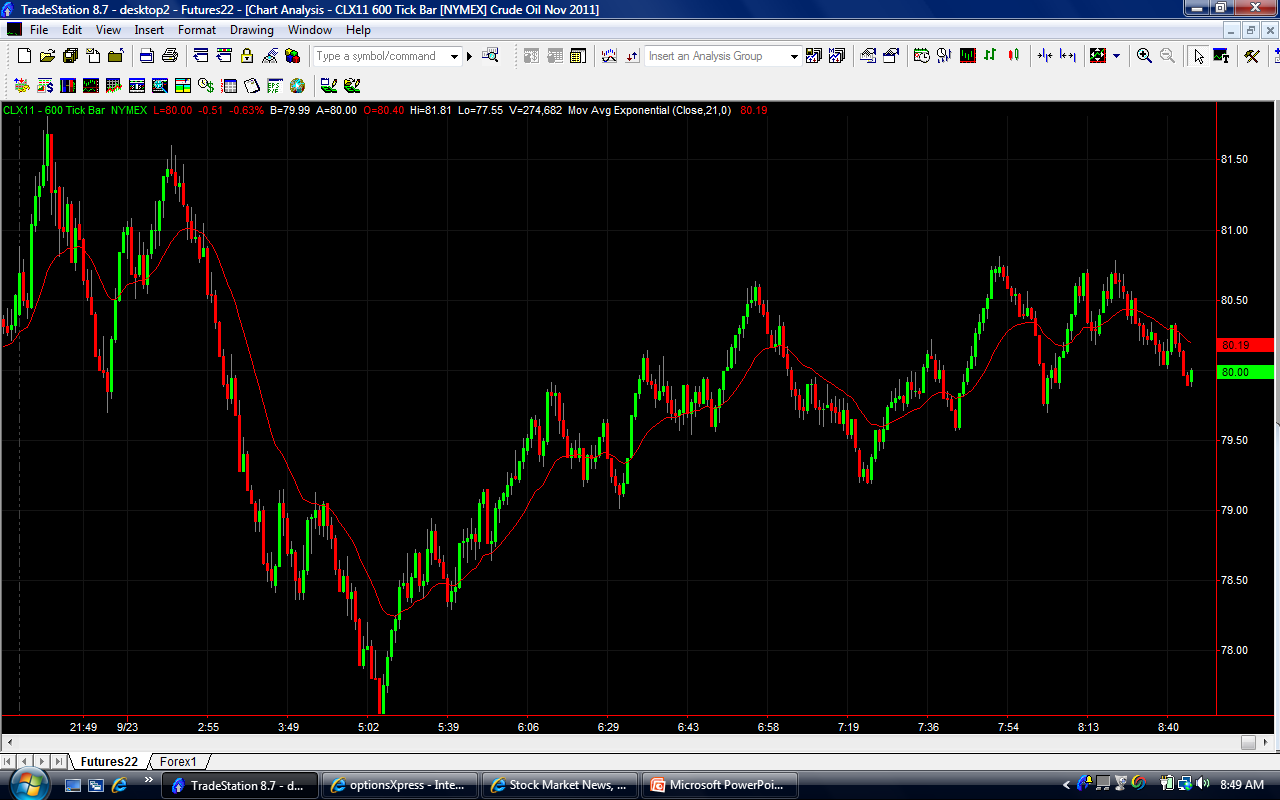 TradeStation 8.7 - desktop2 - Futures22 - [Chart Analysis - CLX11 600 Tick Bar [NYMEX] Crude Oil Nov 2011]
File Edit View Insert Format Drawing Window Help
Type a symbol/command Insert an Analysis Group
CLX11 - 600 Tick Bar NYMEX L=80.00 -0.51 -0.63% B=79.99 A=80.00 O=80.40 Hi=81.81 Lo=77.55 V=274,682 Mov Avg Exponential (Close,21,0) 80.19
81.50
81.00
80.50
80.19
80.00
79.50
79.00
78.50
78.00
21:49 9/23 2:55 3:49 5:02 5:39 6:06 6:29 6:43 6:58 7:19 7:36 7:54 8:13 8:40
Futures22 Forex1
TradeStation 8.7 - d... optionsXpress - Inte... Stock Market News, ... Microsoft PowerPoi... 8:49 AM